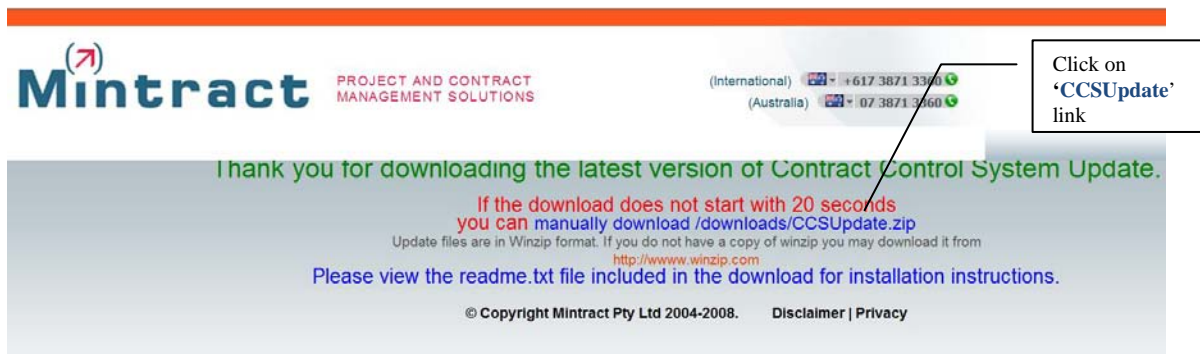 Mintract
PROJECT AND CONTRACT
MANAGEMENT SOLUTIONS
(International) +617 3871 3360
(Australia) 07 3871 3360
Click on
‘CCSUpdate’
link
Thank you for downloading the latest version of Contract Control System Update.
If the download does not start with 20 seconds
you can manually download /downloads/CCSUpdate.zip
Update files are in Winzip format. If you do not have a copy of winzip you may download it from
http://wwww.winzip.com
Please view the readme.txt file included in the download for installation instructions.
© Copyright Mintract Pty Ltd 2004-2008. Disclaimer | Privacy